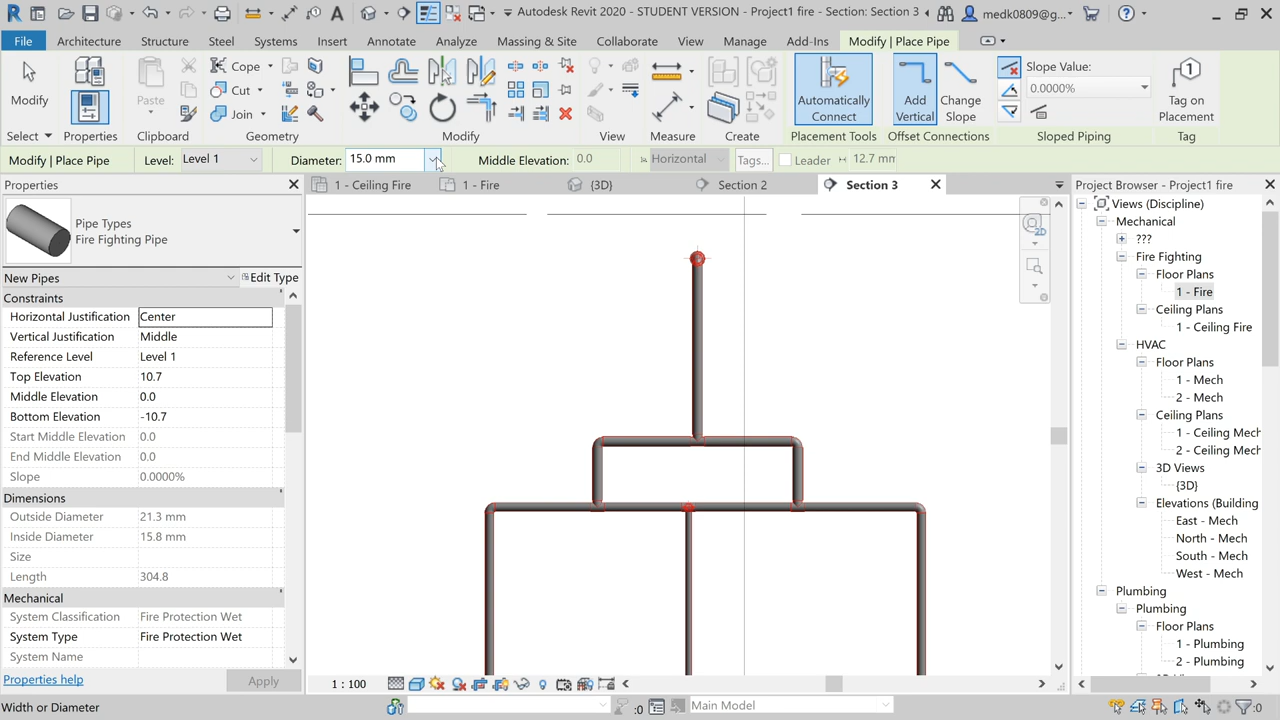 Autodesk Revit 2020 - STUDENT VERSION - Project1 fire - Section: Section 3
medk0809@g...
File Architecture Structure Steel Systems Insert Annotate Analyze Massing & Site Collaborate View Manage Add-Ins Modify | Place Pipe
Modify
Paste
Cope
Cut
Join
Automatically Connect
Add Vertical
Change Slope
Slope Value:
0.0000%
Tag on Placement
Select Properties Clipboard Geometry Modify View Measure Create Placement Tools Offset Connections Sloped Piping Tag
Modify | Place Pipe Level: Level 1 Diameter: 15.0 mm Middle Elevation: 0.0 Horizontal Tags... Leader 12.7 mm
Properties
1 - Ceiling Fire 1 - Fire {3D} Section 2 Section 3
Project Browser - Project1 fire
Pipe Types
Fire Fighting Pipe
New Pipes Edit Type
Constraints
Horizontal Justification Center
Vertical Justification Middle
Reference Level Level 1
Top Elevation 10.7
Middle Elevation 0.0
Bottom Elevation -10.7
Start Middle Elevation 0.0
End Middle Elevation 0.0
Slope 0.0000%
Dimensions
Outside Diameter 21.3 mm
Inside Diameter 15.8 mm
Size
Length 304.8
Mechanical
System Classification Fire Protection Wet
System Type Fire Protection Wet
System Name
Properties help Apply
2D
Views (Discipline)
Mechanical
???
Fire Fighting
Floor Plans
1 - Fire
Ceiling Plans
1 - Ceiling Fire
HVAC
Floor Plans
1 - Mech
2 - Mech
Ceiling Plans
1 - Ceiling Mech
2 - Ceiling Mech
3D Views
{3D}
Elevations (Building
East - Mech
North - Mech
South - Mech
West - Mech
Plumbing
Plumbing
Floor Plans
1 - Plumbing
2 - Plumbing
1 : 100
Width or Diameter :0 Main Model :0